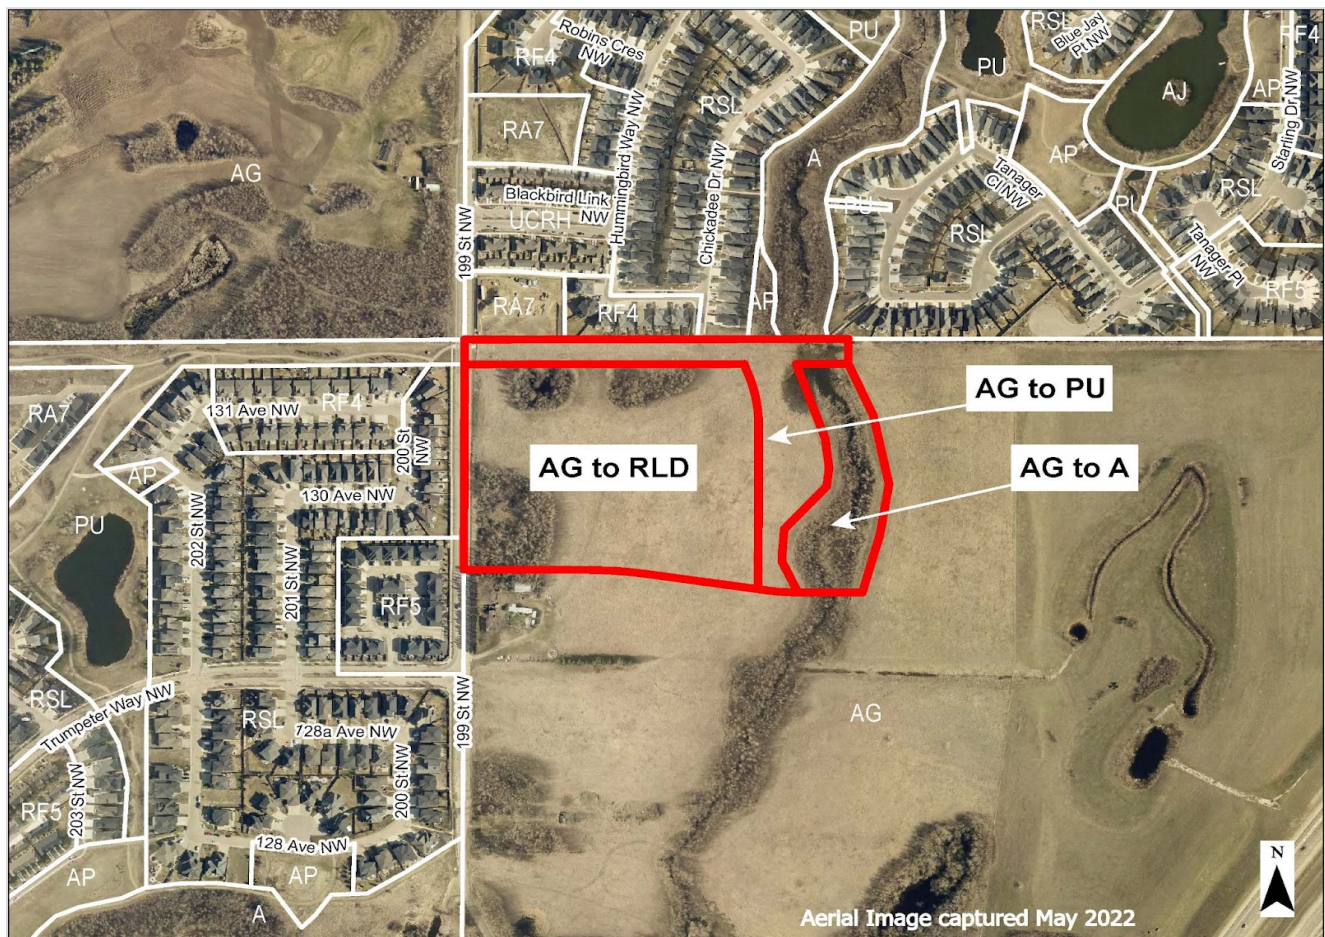 Robins Cres
NW
RF4
PU
RSL
Blue Jay
Pt NW
RF4
PU
AJ
AP
Starling Dr NW
RSL
RA7
Hummingbird Way NW
Chickadee Dr NW
A
AP
Tanager
Cl NW
PU
RSL
AG
Blackbird Link
NW
UCRH
199 St NW
PU
RSL
Tanager Pl
NW
RF5
RA7
RF4
AP
RA7
131 Ave NW
RF4
200 St
NW
AG to PU
AG to RLD
AG to A
AP
130 Ave NW
PU
202 St NW
201 St NW
RF5
RSL
Trumpeter Way NW
RSL
128a Ave NW
199 St NW
AG
200 St NW
RF5
203 St NW
128 Ave NW
AP
AP
A
N
Aerial Image captured May 2022